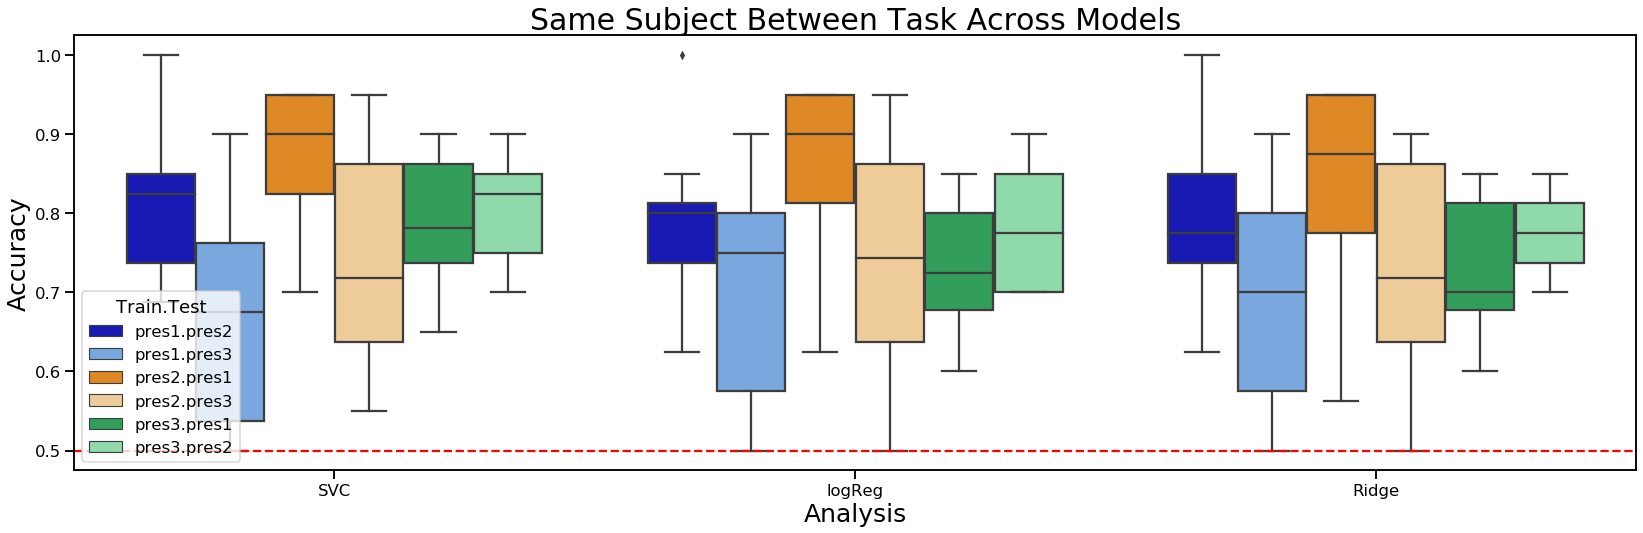 Same Subject Between Task Across Models
Accuracy
1.0
0.9
0.8
0.7
0.6
0.5
Train.Test
pres1.pres2
pres1.pres3
pres2.pres1
pres2.pres3
pres3.pres1
pres3.pres2
SVC
logReg
Ridge
Analysis